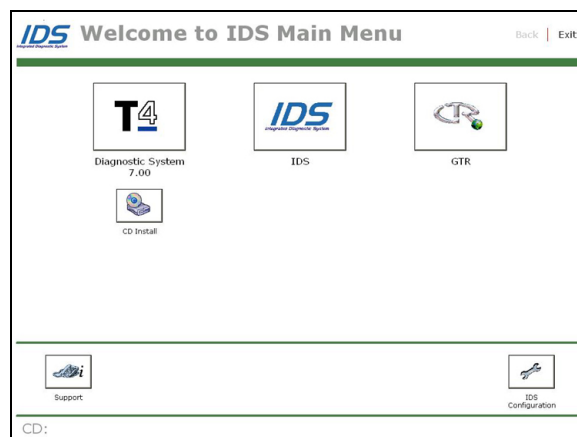 IDS Welcome to IDS Main Menu
Integrated Diagnostic System
Back | Exit
T4
IDS
Integrated Diagnostic System
GTR
Diagnostic System
7.00
IDS
GTR
CD Install
i
Support
IDS
Configuration
CD: